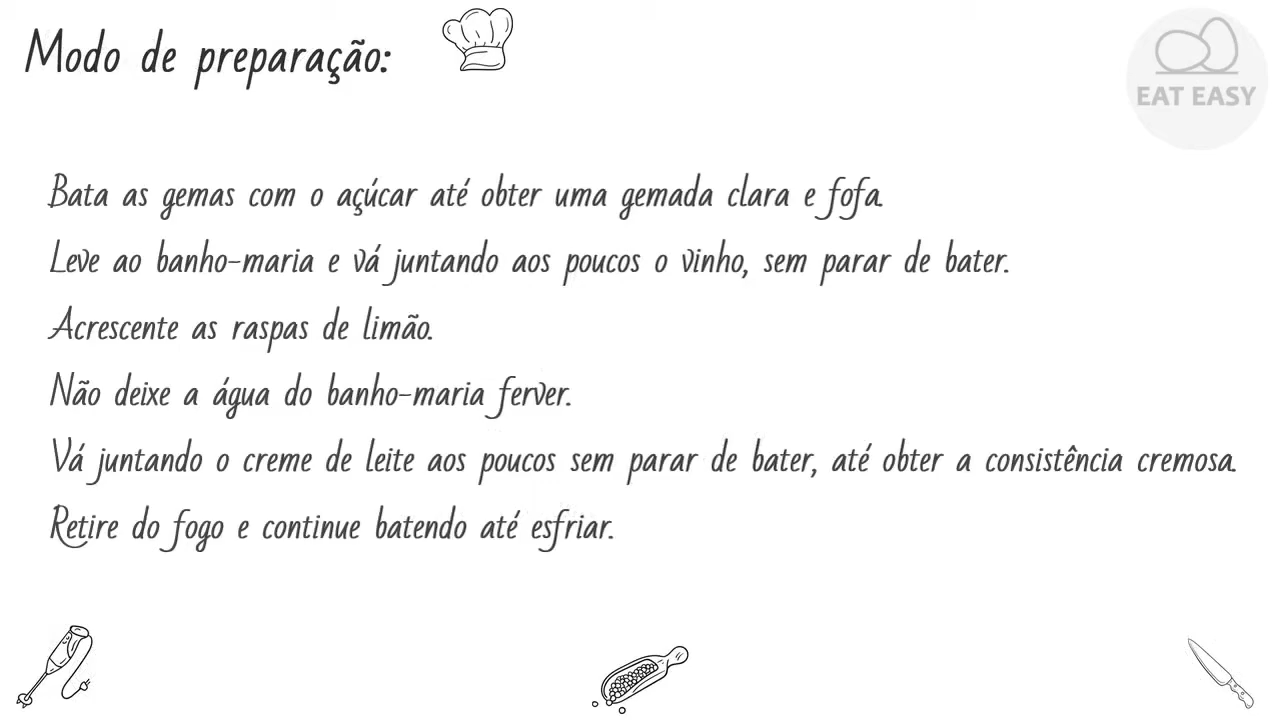 Modo de preparação:
EAT EASY
Bata as gemas com o açúcar até obter uma gemada clara e fofa.
Leve ao banho-maria e vá juntando aos poucos o vinho, sem parar de bater.
Acrescente as raspas de limão.
Não deixe a água do banho-maria ferver.
Vá juntando o creme de leite aos poucos sem parar de bater, até obter a consistência cremosa.
Retire do fogo e continue batendo até esfriar.